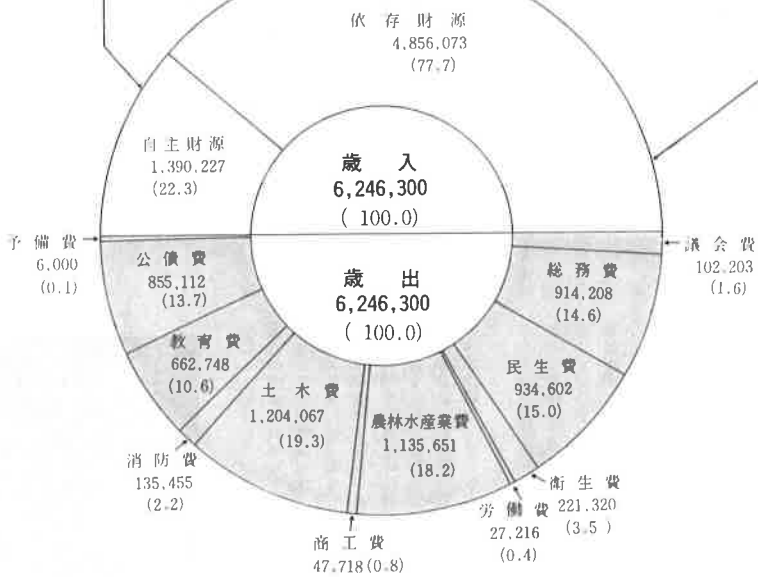 依存財源
4,856,073
(77.7)
自主財源
1,390,227
(22.3)
歳入
6,246,300
(100.0)
歳出
6,246,300
(100.0)
議会費
102,203
(1.6)
総務費
914,208
(14.6)
民生費
934,602
(15.0)
衛生費
221,320
(3.5)
労働費
27,216
(0.4)
農林水産業費
1,135,651
(18.2)
商工費
47,718(0.8)
土木費
1,204,067
(19.3)
消防費
135,455
(2.2)
教育費
662,748
(10.6)
公債費
855,112
(13.7)
予備費
6,000
(0.1)